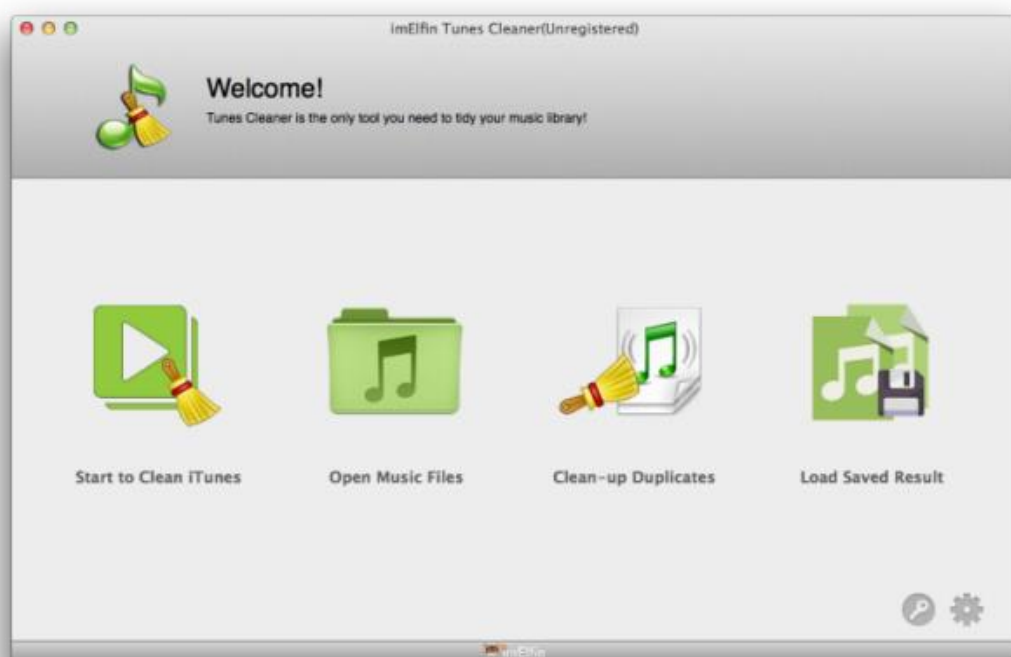 imElfin Tunes Cleaner(Unregistered)
Welcome!
Tunes Cleaner is the only tool you need to tidy your music library!
Start to Clean iTunes
Open Music Files
Clean-up Duplicates
Load Saved Result
imElfin